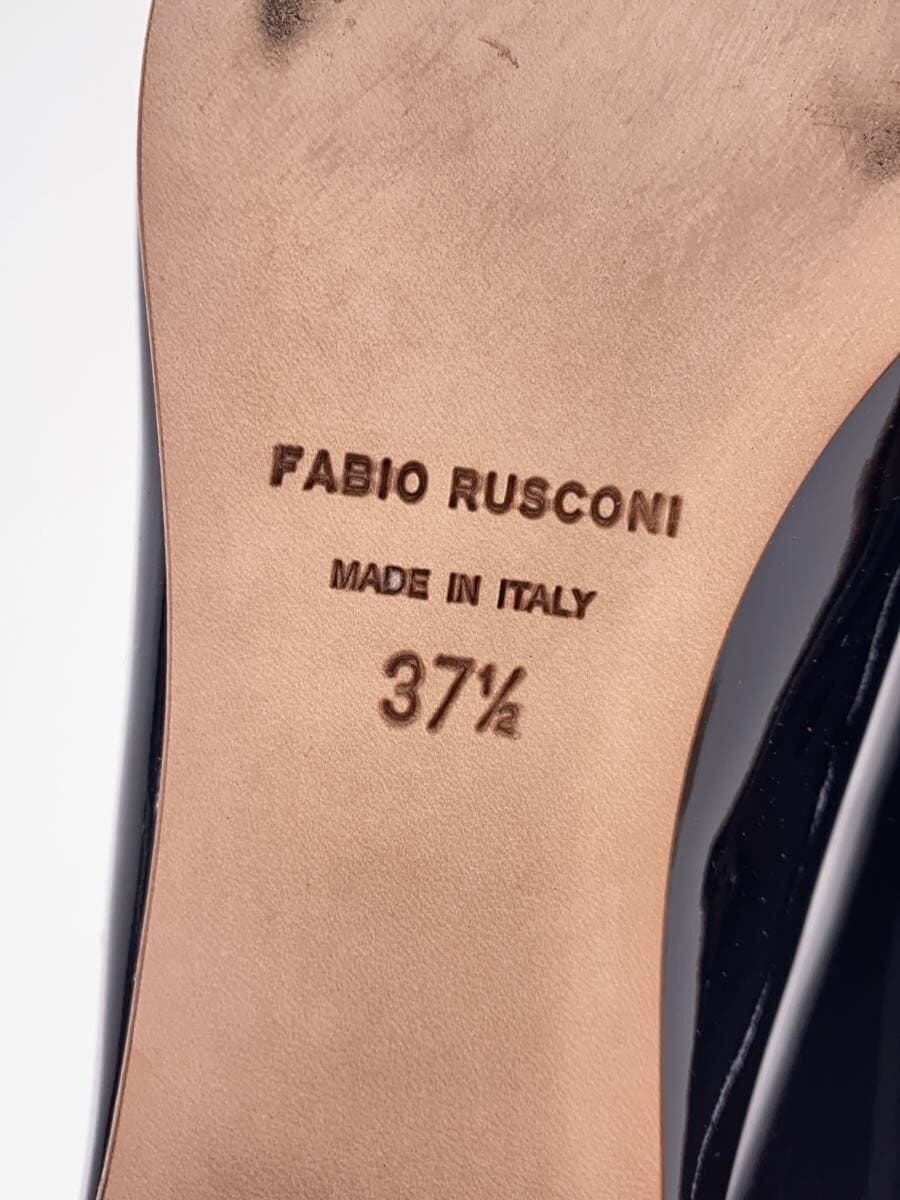 FABIO RUSCONI
MADE IN ITALY
37½